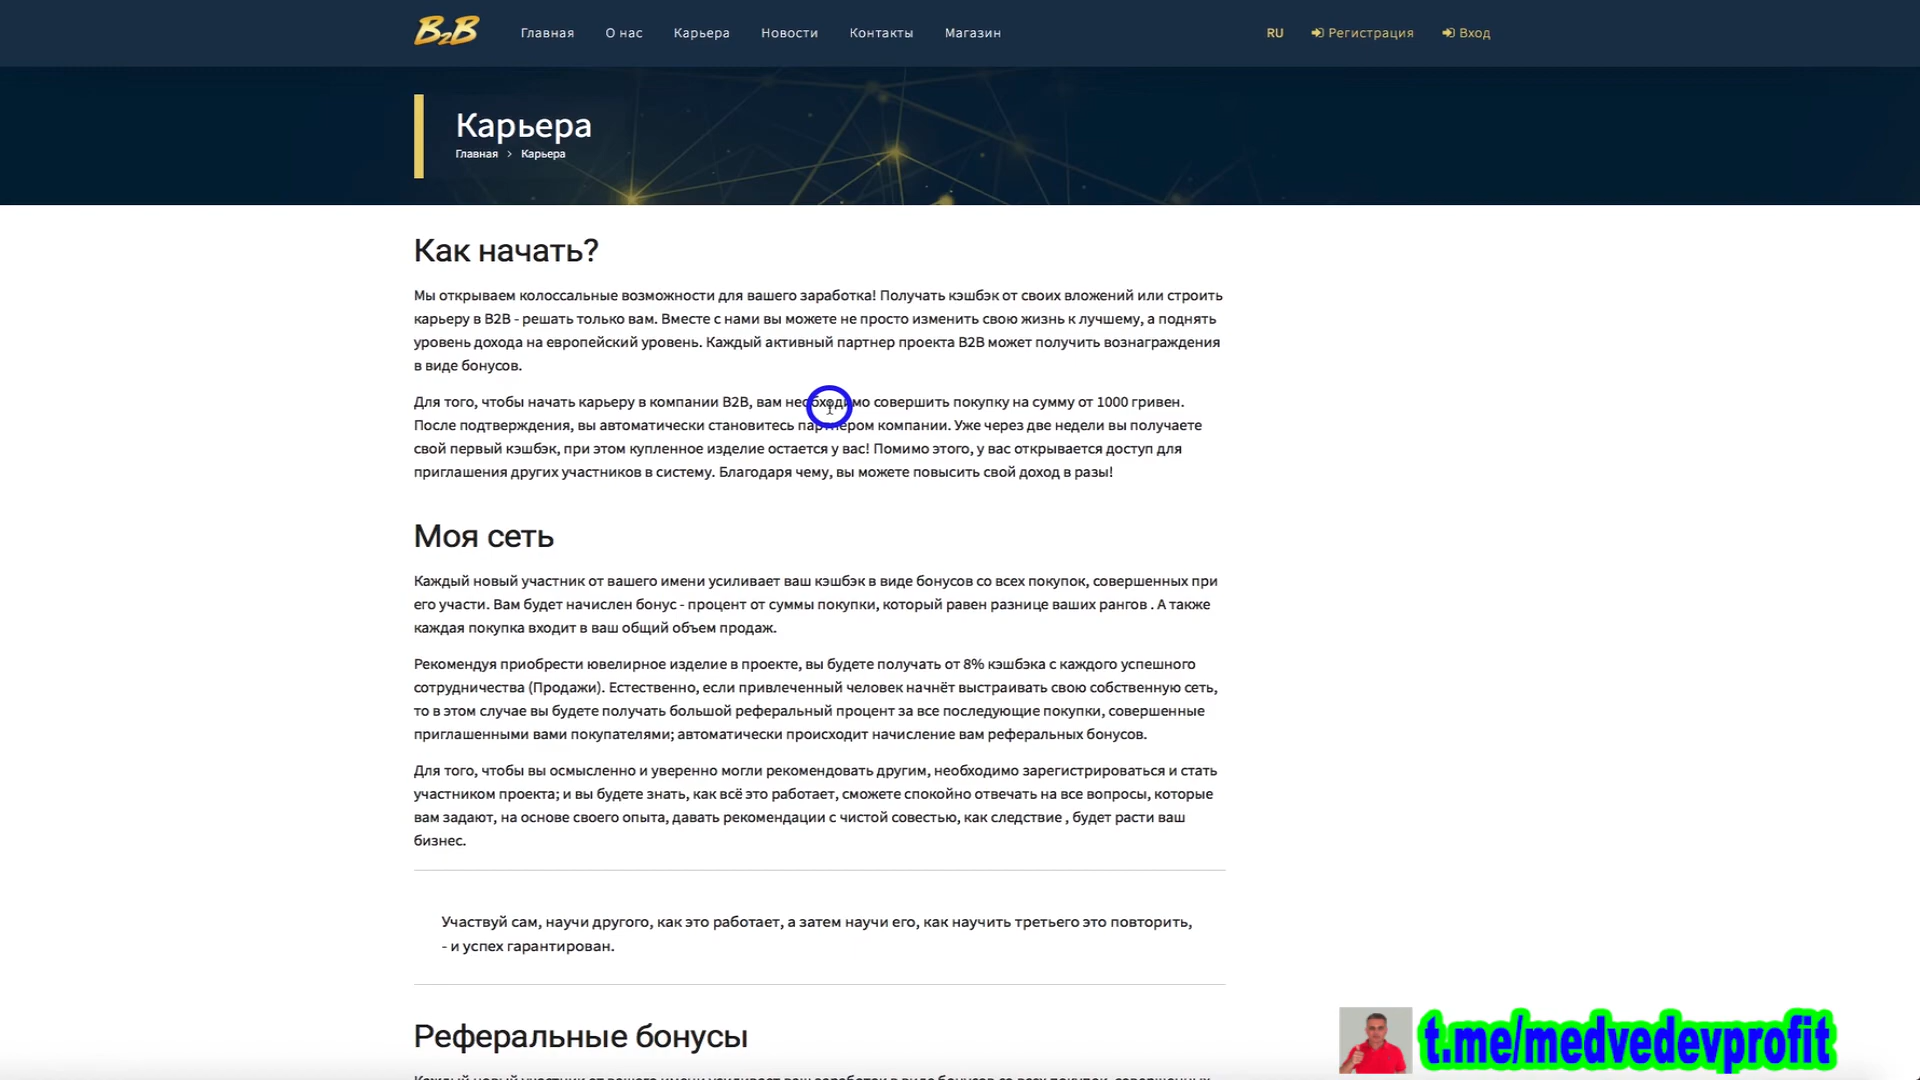 B2B
Главная О нас Карьера Новости Контакты Магазин RU Регистрация Вход
Карьера
Главная > Карьера
Как начать?
Мы открываем колоссальные возможности для вашего заработка! Получать кэшбэк от своих вложений или строить
карьеру в B2B - решать только вам. Вместе с нами вы можете не просто изменить свою жизнь к лучшему, а поднять
уровень дохода на европейский уровень. Каждый активный партнер проекта B2B может получить вознаграждения
в виде бонусов.
Для того, чтобы начать карьеру в компании B2B, вам необходимо совершить покупку на сумму от 1000 гривен.
После подтверждения, вы автоматически становитесь партнером компании. Уже через две недели вы получаете
свой первый кэшбэк, при этом купленное изделие остается у вас! Помимо этого, у вас открывается доступ для
приглашения других участников в систему. Благодаря чему, вы можете повысить свой доход в разы!
Моя сеть
Каждый новый участник от вашего имени усиливает ваш кэшбэк в виде бонусов со всех покупок, совершенных при
его участи. Вам будет начислен бонус - процент от суммы покупки, который равен разнице ваших рангов . А также
каждая покупка входит в ваш общий объем продаж.
Рекомендуя приобрести ювелирное изделие в проекте, вы будете получать от 8% кэшбэка с каждого успешного
сотрудничества (Продажи). Естественно, если привлеченный человек начнёт выстраивать свою собственную сеть,
то в этом случае вы будете получать большой реферальный процент за все последующие покупки, совершенные
приглашенными вами покупателями; автоматически происходит начисление вам реферальных бонусов.
Для того, чтобы вы осмысленно и уверенно могли рекомендовать другим, необходимо зарегистрироваться и стать
участником проекта; и вы будете знать, как всё это работает, сможете спокойно отвечать на все вопросы, которые
вам задают, на основе своего опыта, давать рекомендации с чистой совестью, как следствие , будет расти ваш
бизнес.
Участвуй сам, научи другого, как это работает, а затем научи его, как научить третьего это повторить,
- и успех гарантирован.
Реферальные бонусы
t.me/medvedevprofit